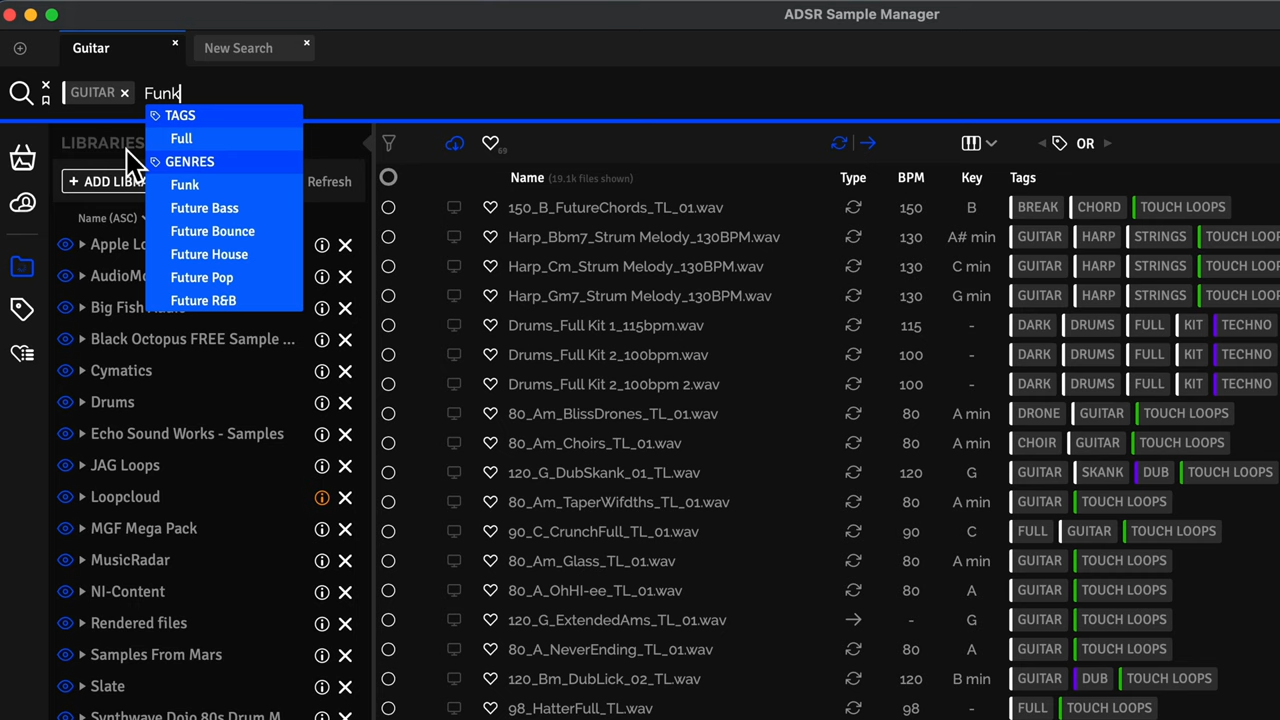 ADSR Sample Manager
Guitar
New Search
GUITAR Funk
TAGS
Full
GENRES
Funk
Future Bass
Future Bounce
Future House
Future Pop
Future R&B
LIBRARIES
+ ADD Refresh
Name (ASC)
Apple
Big Fish
Black Octopus FREE Sample ...
Cymatics
Drums
Echo Sound Works - Samples
JAG Loops
Loopcloud
MGF Mega Pack
MusicRadar
NI-Content
Rendered files
Samples From Mars
Slate
Synthwave Dojo 80s Drum M
69
OR
Name (19.1k files shown) Type BPM Key Tags
150_B_FutureChords_TL_01.wav 150 B BREAK CHORD TOUCH LOOPS
Harp_Bbm7_Strum Melody_130BPM.wav 130 A# min GUITAR HARP STRINGS TOUCH LOOP
Harp_Cm_Strum Melody_130BPM.wav 130 C min GUITAR HARP STRINGS TOUCH LOO
Harp_Gm7_Strum Melody_130BPM.wav 130 G min GUITAR HARP STRINGS TOUCH LOO
Drums_Full Kit 1_115bpm.wav 115 - DARK DRUMS FULL KIT TECHNO
Drums_Full Kit 2_100bpm.wav 100 - DARK DRUMS FULL KIT TECHNO
Drums_Full Kit 2_100bpm 2.wav 100 - DARK DRUMS FULL KIT TECHNO
80_Am_BlissDrones_TL_01.wav 80 A min DRONE GUITAR TOUCH LOOPS
80_Am_Choirs_TL_01.wav 80 A min CHOIR GUITAR TOUCH LOOPS
120_G_DubSkank_01_TL.wav 120 G GUITAR SKANK DUB TOUCH LOOPS
80_Am_TaperWifdths_TL_01.wav 80 A min GUITAR TOUCH LOOPS
90_C_CrunchFull_TL_01.wav 90 C FULL GUITAR TOUCH LOOPS
80_Am_Glass_TL_01.wav 80 A min GUITAR TOUCH LOOPS
80_A_OhHI-ee_TL_01.wav 80 A GUITAR TOUCH LOOPS
120_G_ExtendedAms_TL_01.wav - G GUITAR TOUCH LOOPS
80_A_NeverEnding_TL_01.wav 80 A GUITAR TOUCH LOOPS
120_Bm_DubLick_02_TL.wav 120 B min GUITAR DUB TOUCH LOOPS
98_HatterFull_TL.wav 98 - FULL TOUCH LOOPS